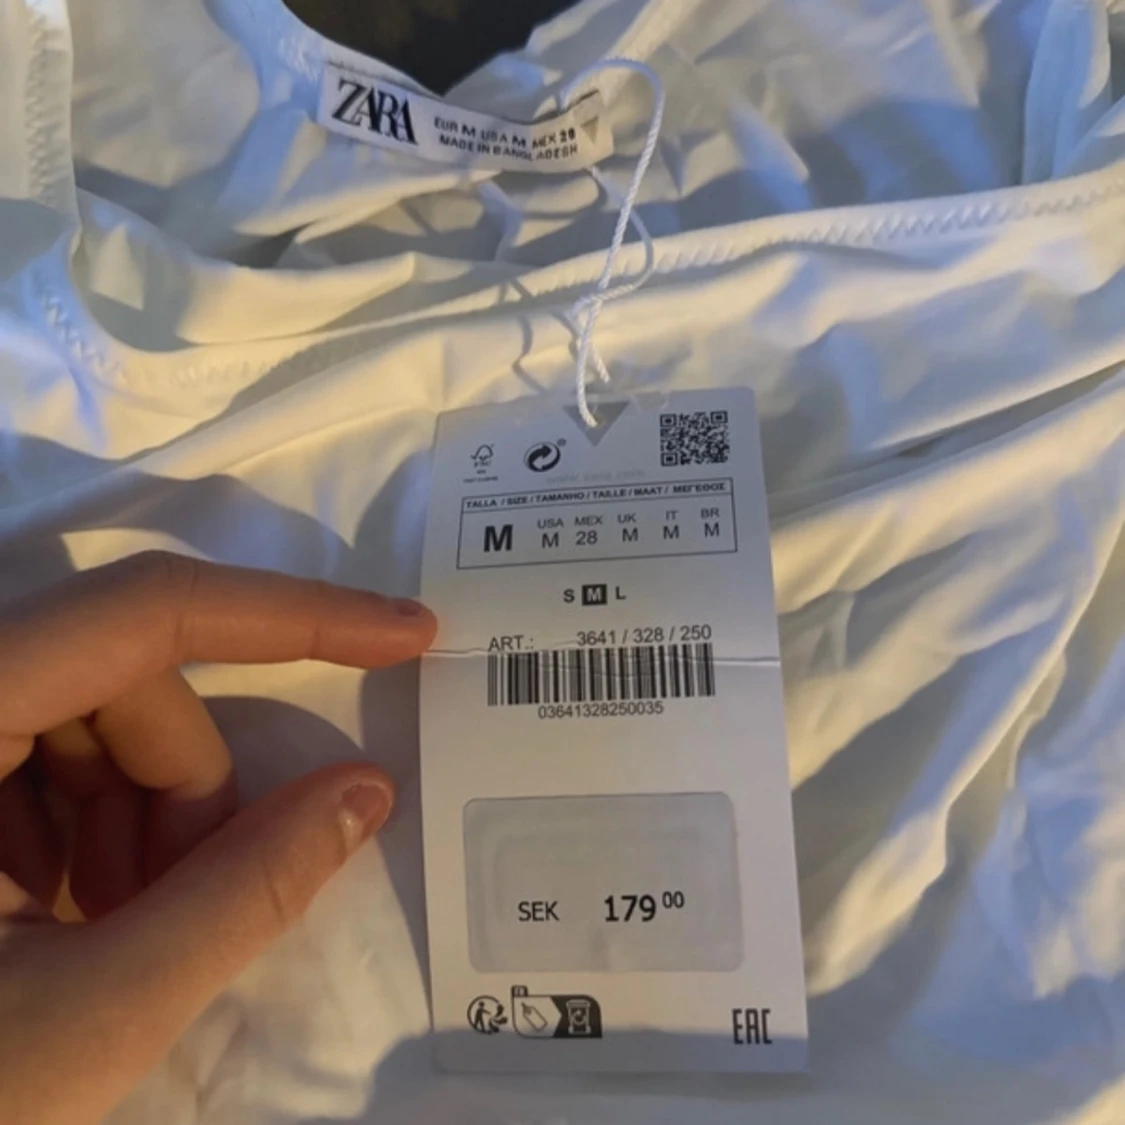 ZARA
EUR M USA M MEX 28
MADE IN BANGLADESH
TALLA / SIZE / TAMANHO / TAILLE / MAAT / ΜΕΓΕΘΟΣ
M
USA MEX UK IT BR
M 28 M M M
S M L
ART.: 3641 / 328 / 250
03641328250035
SEK 179 00
FR
EAC